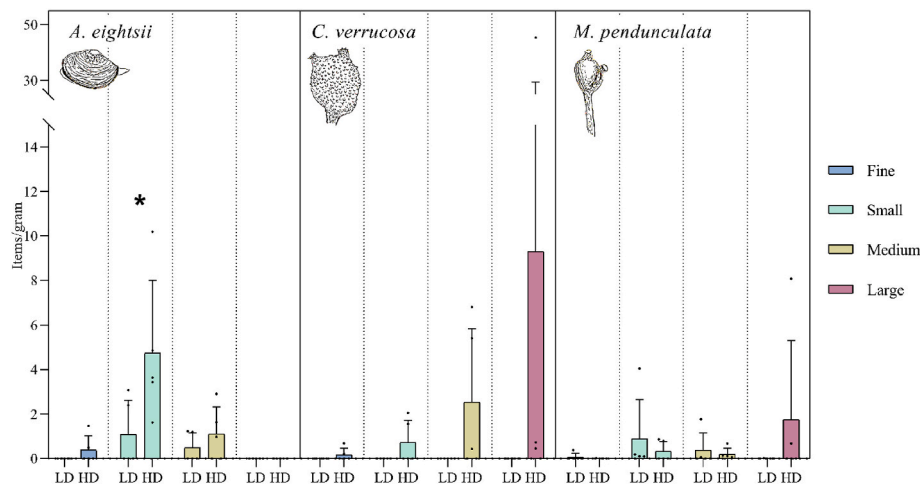 50
30
14
12
10
8
6
4
2
0
Items/gram
A. eightsii
C. verrucosa
M. pendunculata
*
Fine
Small
Medium
Large
LD HD LD HD LD HD LD HD LD HD LD HD LD HD LD HD LD HD LD HD LD HD LD HD